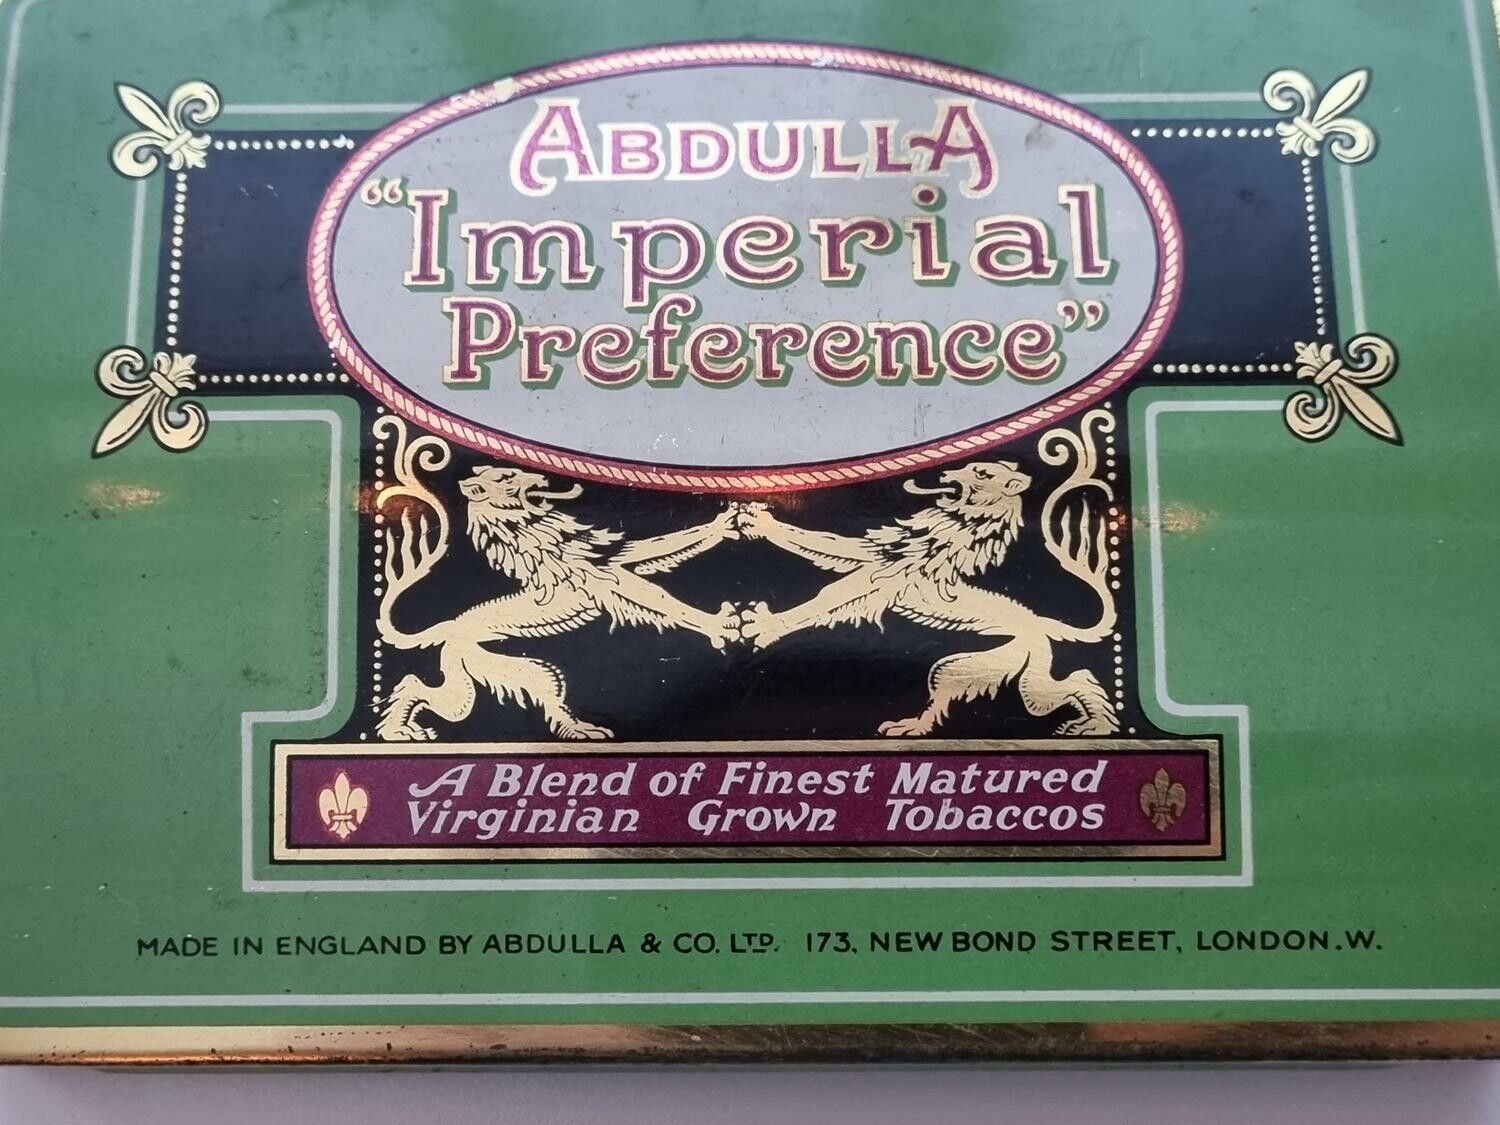 ABDULLA
“Imperial
Preference”
A Blend of Finest Matured
Virginian Grown Tobaccos
MADE IN ENGLAND BY ABDULLA & CO. LTD. 173, NEW BOND STREET, LONDON.W.